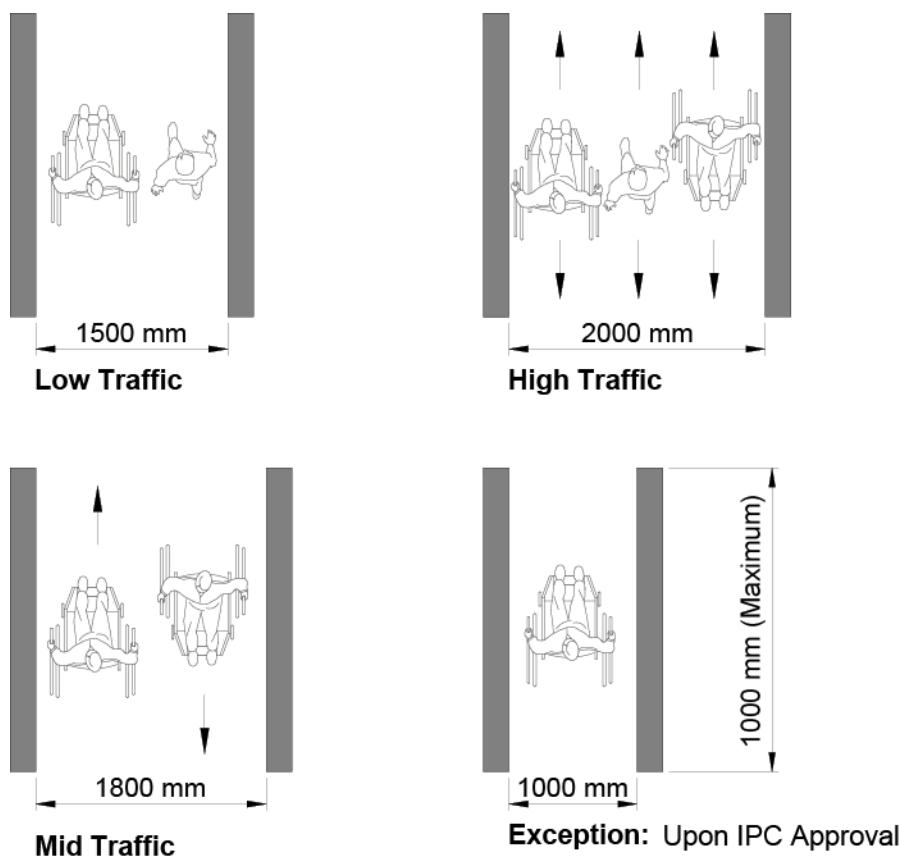 1500 mm
Low Traffic
2000 mm
High Traffic
1800 mm
Mid Traffic
1000 mm (Maximum)
1000 mm
Exception: Upon IPC Approval